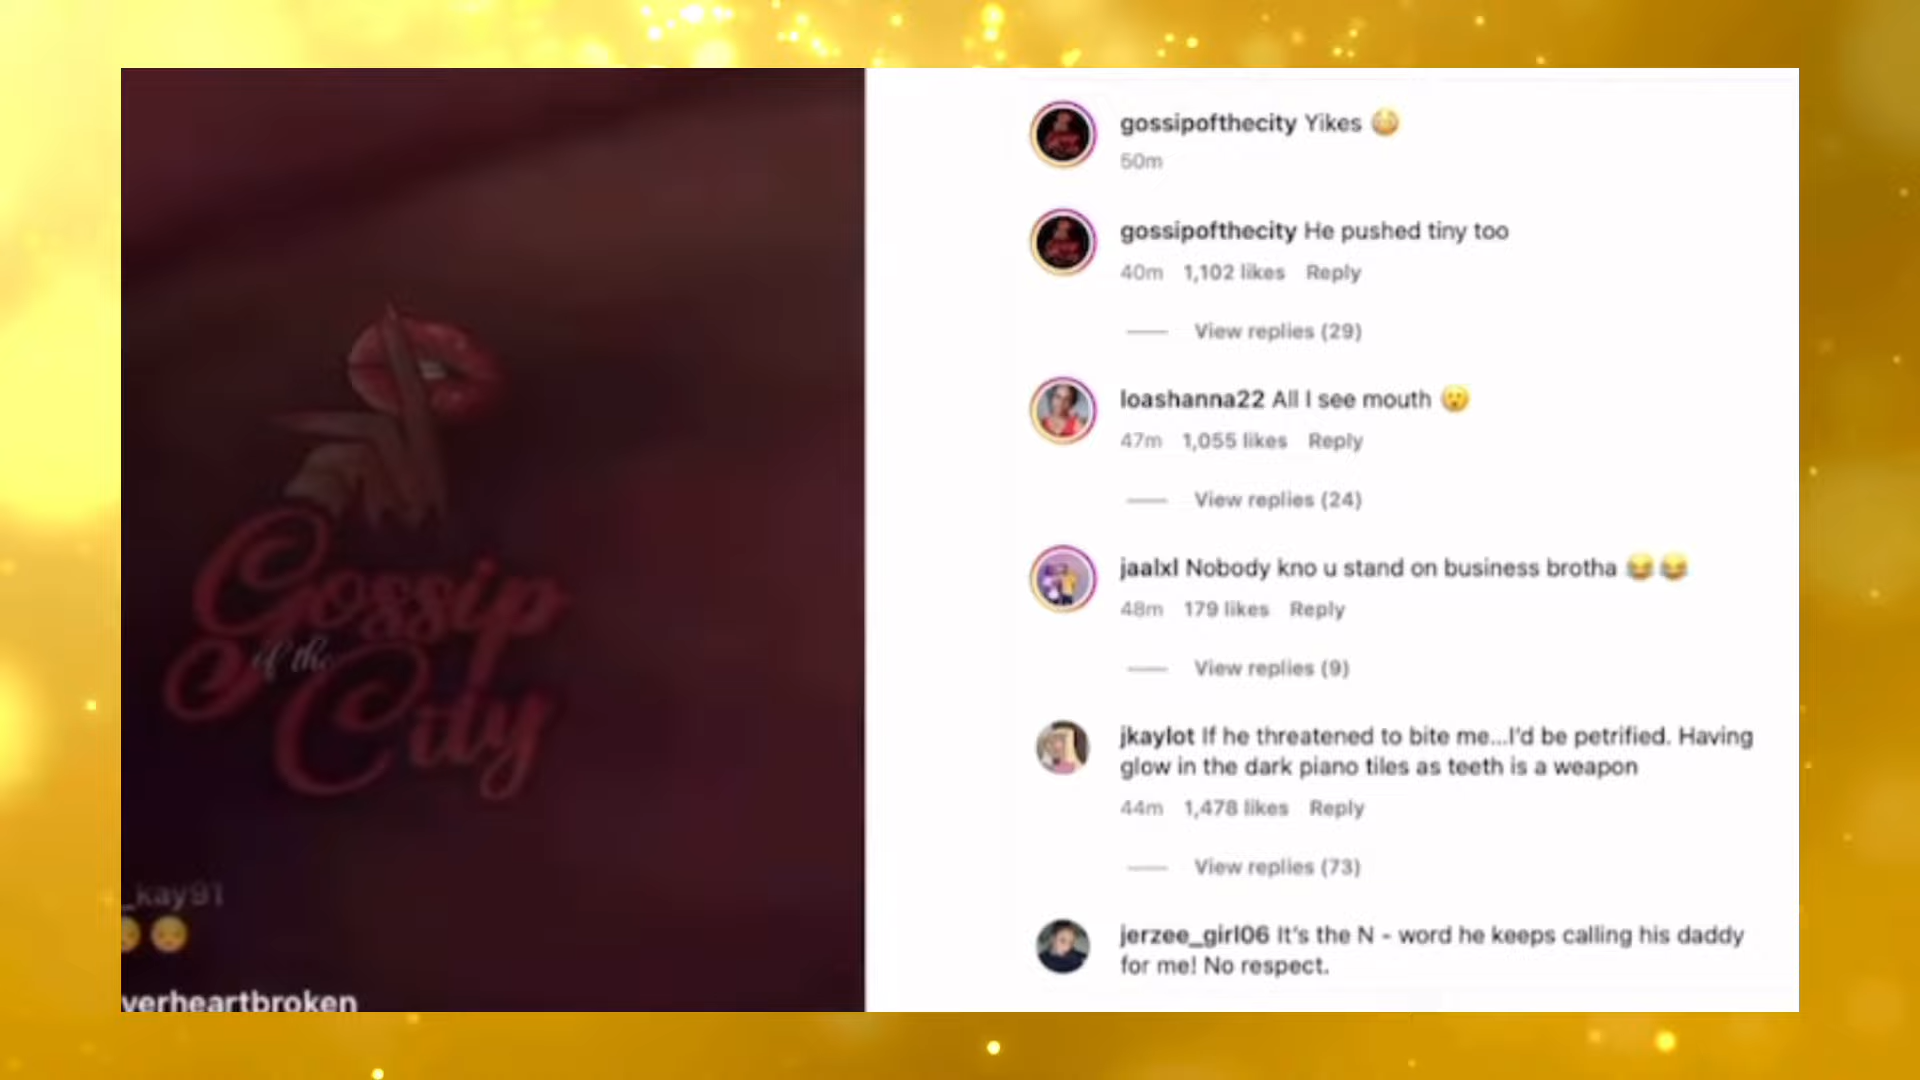 Gossip
of the
City
_kay91
verheartbroken
gossipofthecity Yikes 😳
50m
gossipofthecity He pushed tiny too
40m 1,102 likes Reply
View replies (29)
loashanna22 All I see mouth 😮
47m 1,055 likes Reply
View replies (24)
jaalxl Nobody kno u stand on business brotha 😂😂
48m 179 likes Reply
View replies (9)
jkaylot If he threatened to bite me...I'd be petrified. Having
glow in the dark piano tiles as teeth is a weapon
44m 1,478 likes Reply
View replies (73)
jerzee_girl06 It's the N - word he keeps calling his daddy
for me! No respect.